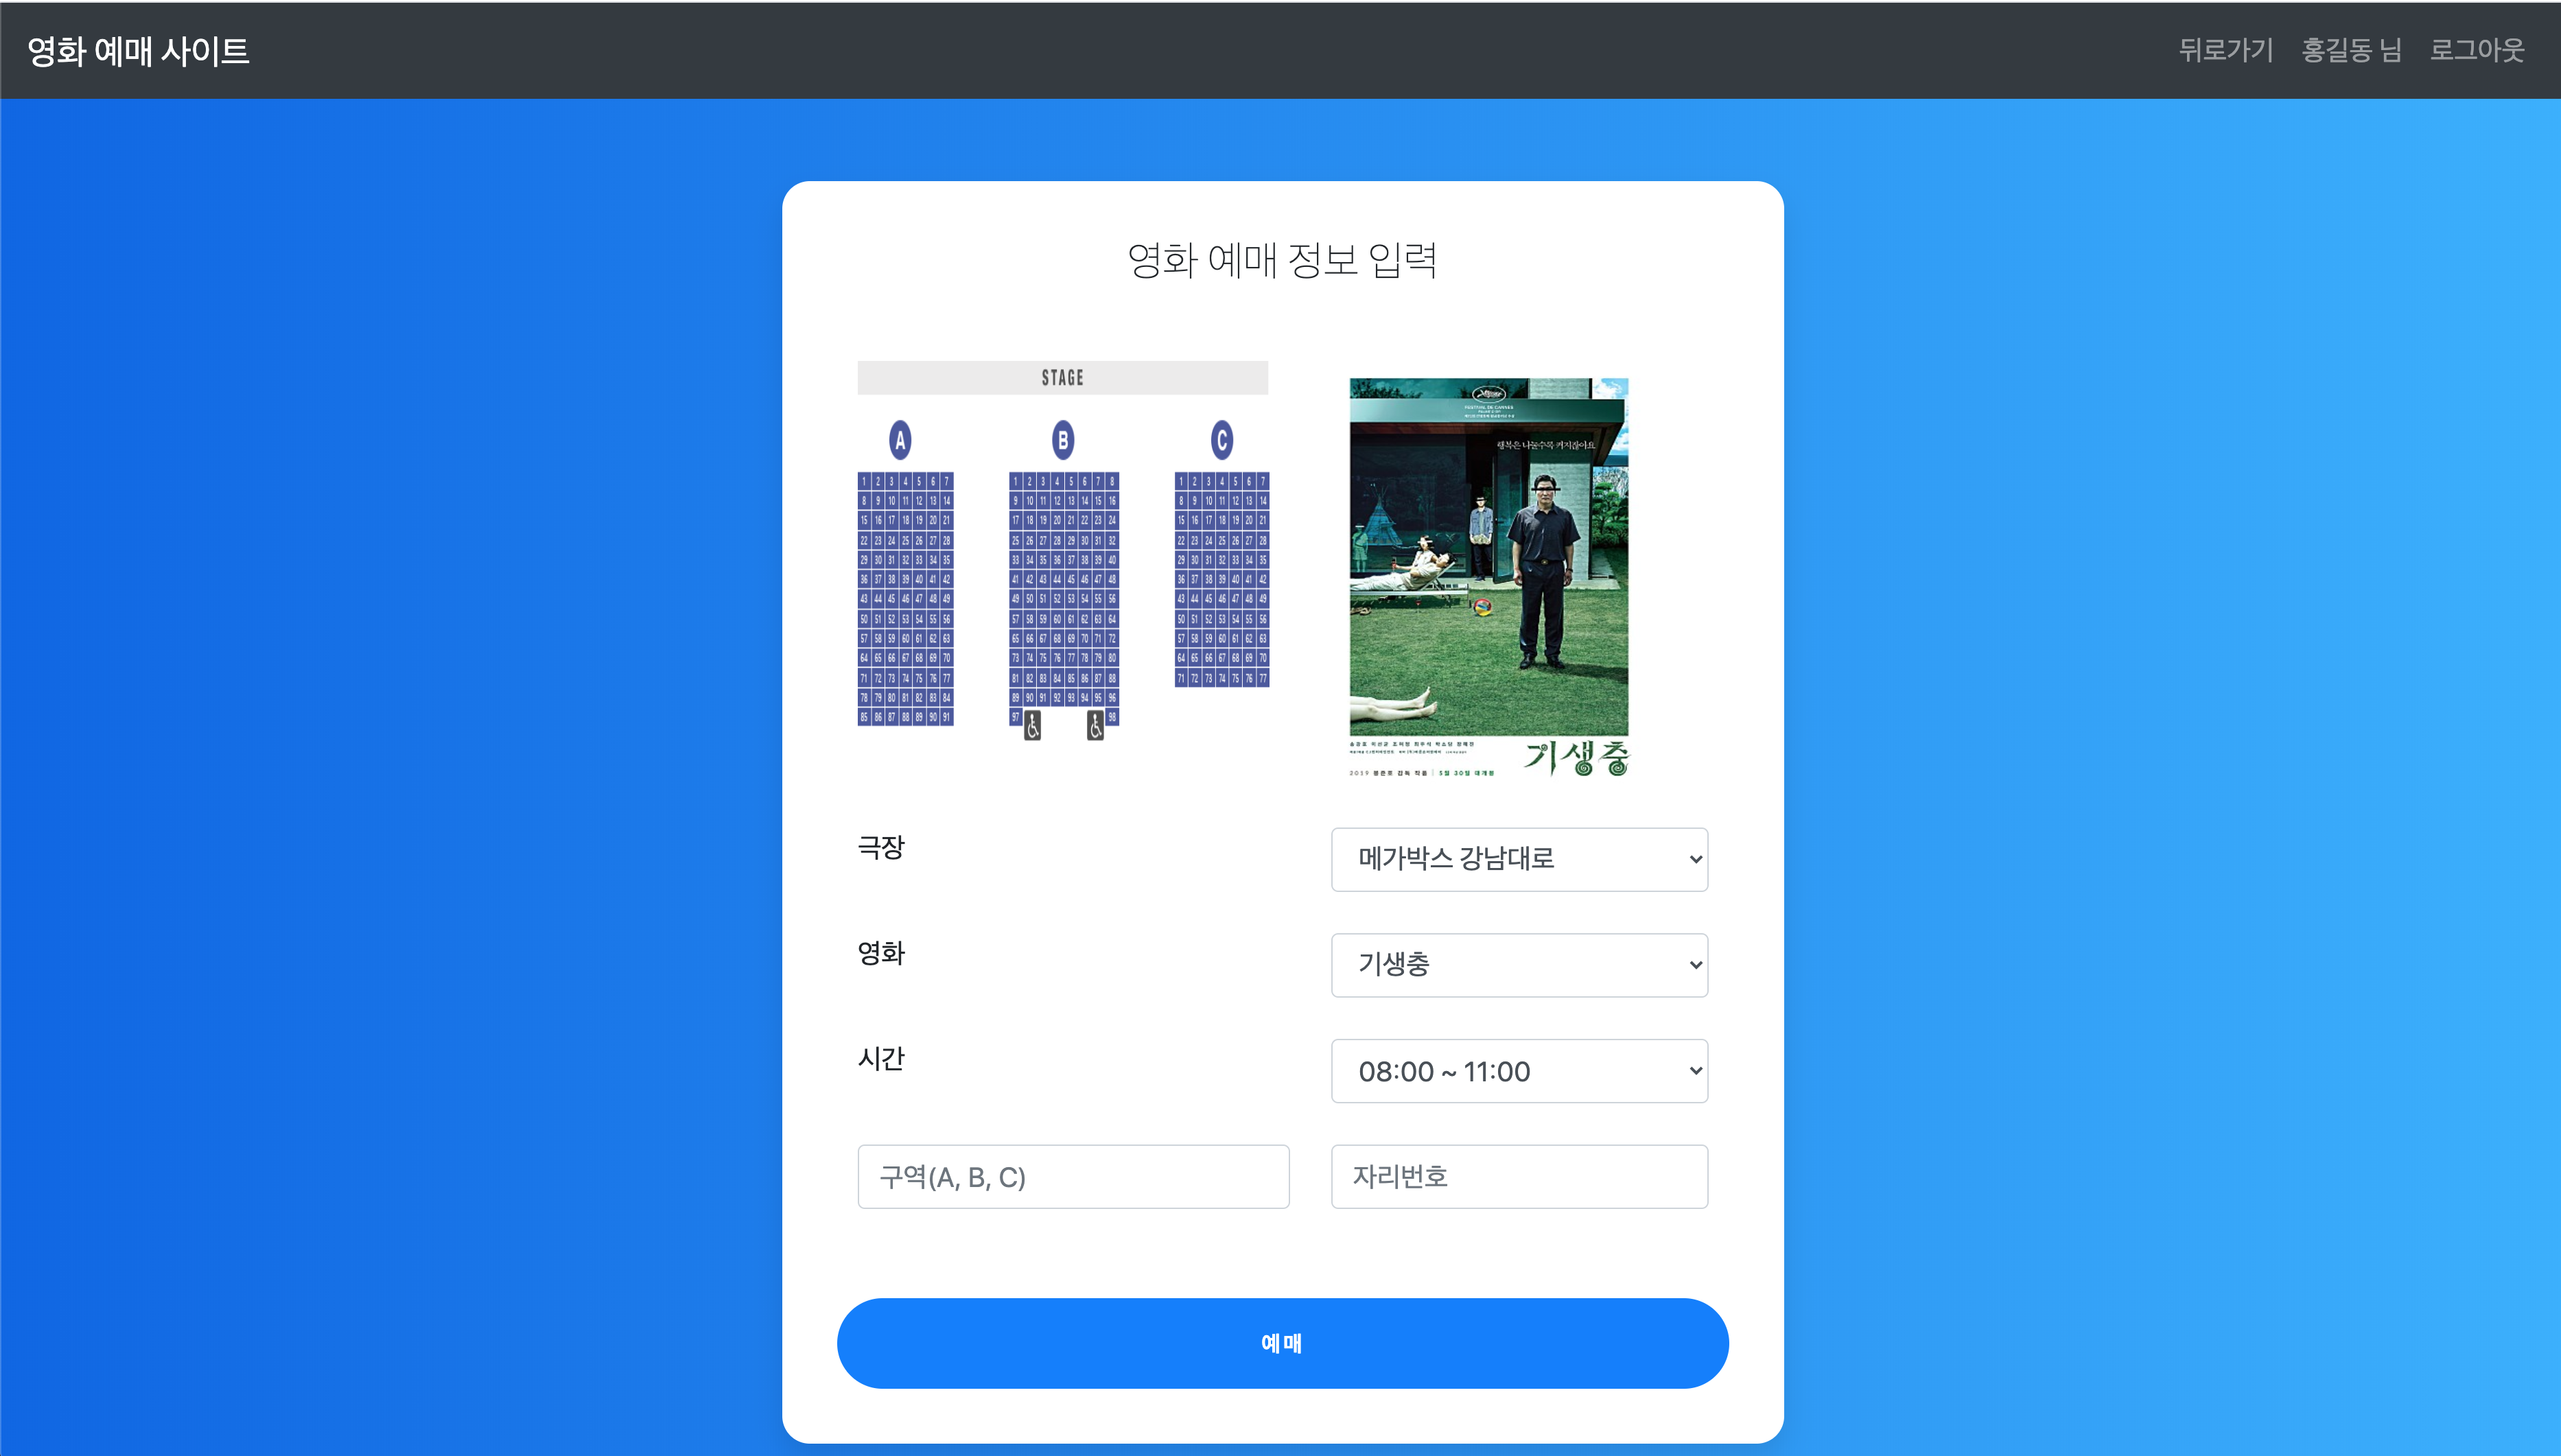 영화 예매 사이트
뒤로가기 홍길동 님 로그아웃
영화 예매 정보 입력
STAGE
A B C
1 2 3 4 5 6 7
8 9 10 11 12 13 14
15 16 17 18 19 20 21
22 23 24 25 26 27 28
29 30 31 32 33 34 35
36 37 38 39 40 41 42
43 44 45 46 47 48 49
50 51 52 53 54 55 56
57 58 59 60 61 62 63
64 65 66 67 68 69 70
71 72 73 74 75 76 77
78 79 80 81 82 83 84
85 86 87 88 89 90 91
1 2 3 4 5 6 7 8
9 10 11 12 13 14 15 16
17 18 19 20 21 22 23 24
25 26 27 28 29 30 31 32
33 34 35 36 37 38 39 40
41 42 43 44 45 46 47 48
49 50 51 52 53 54 55 56
57 58 59 60 61 62 63 64
65 66 67 68 69 70 71 72
73 74 75 76 77 78 79 80
81 82 83 84 85 86 87 88
89 90 91 92 93 94 95 96
97 98
1 2 3 4 5 6 7
8 9 10 11 12 13 14
15 16 17 18 19 20 21
22 23 24 25 26 27 28
29 30 31 32 33 34 35
36 37 38 39 40 41 42
43 44 45 46 47 48 49
50 51 52 53 54 55 56
57 58 59 60 61 62 63
64 65 66 67 68 69 70
71 72 73 74 75 76 77
FESTIVAL DE CANNES
행복은 나눌수록 커지잖아요
기생충
2019 봉준호 감독 작품 | 5월 30일 대개봉
극장
메가박스 강남대로
영화
기생충
시간
08:00 ~ 11:00
구역(A, B, C)
자리번호
예매